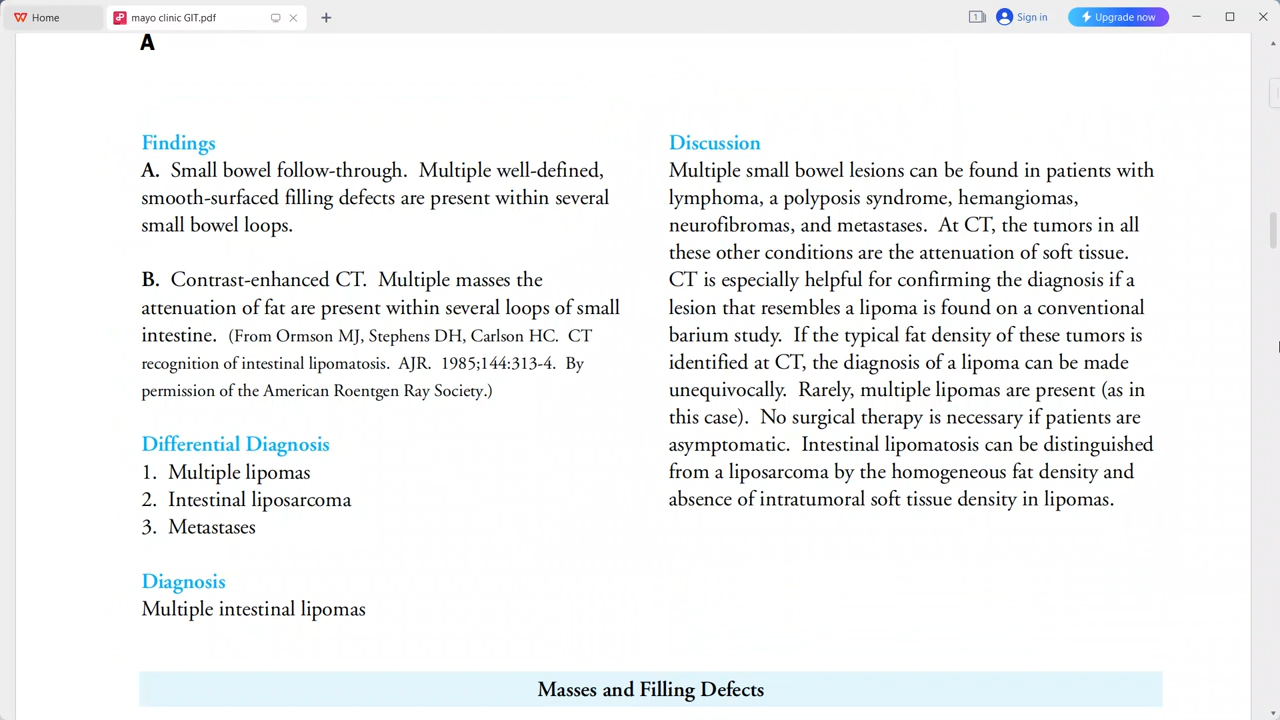 Home
mayo clinic GIT.pdf
1
Sign in
Upgrade now
A
Findings
A. Small bowel follow-through. Multiple well-defined,
smooth-surfaced filling defects are present within several
small bowel loops.
B. Contrast-enhanced CT. Multiple masses the
attenuation of fat are present within several loops of small
intestine. (From Ormson MJ, Stephens DH, Carlson HC. CT
recognition of intestinal lipomatosis. AJR. 1985;144:313-4. By
permission of the American Roentgen Ray Society.)
Differential Diagnosis
1. Multiple lipomas
2. Intestinal liposarcoma
3. Metastases
Diagnosis
Multiple intestinal lipomas
Discussion
Multiple small bowel lesions can be found in patients with
lymphoma, a polyposis syndrome, hemangiomas,
neurofibromas, and metastases. At CT, the tumors in all
these other conditions are the attenuation of soft tissue.
CT is especially helpful for confirming the diagnosis if a
lesion that resembles a lipoma is found on a conventional
barium study. If the typical fat density of these tumors is
identified at CT, the diagnosis of a lipoma can be made
unequivocally. Rarely, multiple lipomas are present (as in
this case). No surgical therapy is necessary if patients are
asymptomatic. Intestinal lipomatosis can be distinguished
from a liposarcoma by the homogeneous fat density and
absence of intratumoral soft tissue density in lipomas.
Masses and Filling Defects